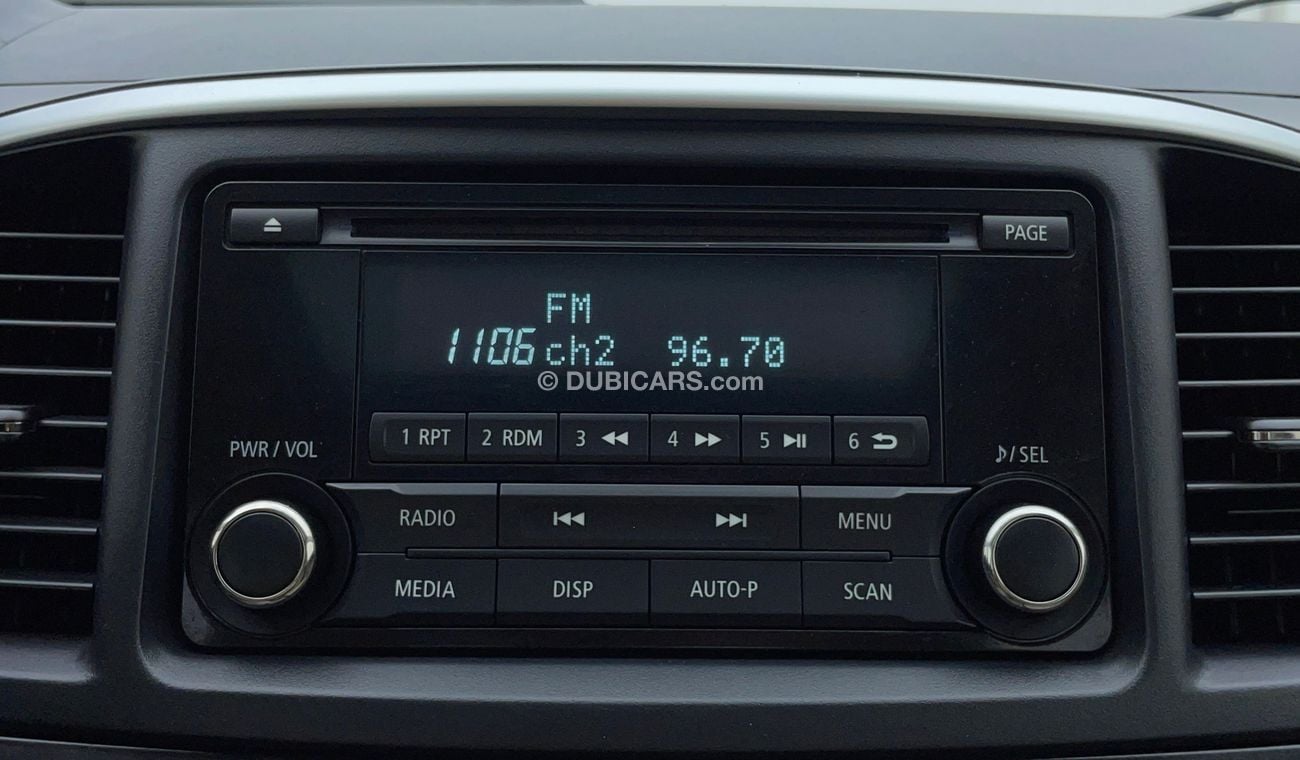 PAGE
FM
1106 ch2 96.70
© DUBICARS.com
1 RPT 2 RDM 3 4 5 6
PWR / VOL
♪/ SEL
RADIO MENU
MEDIA DISP AUTO-P SCAN